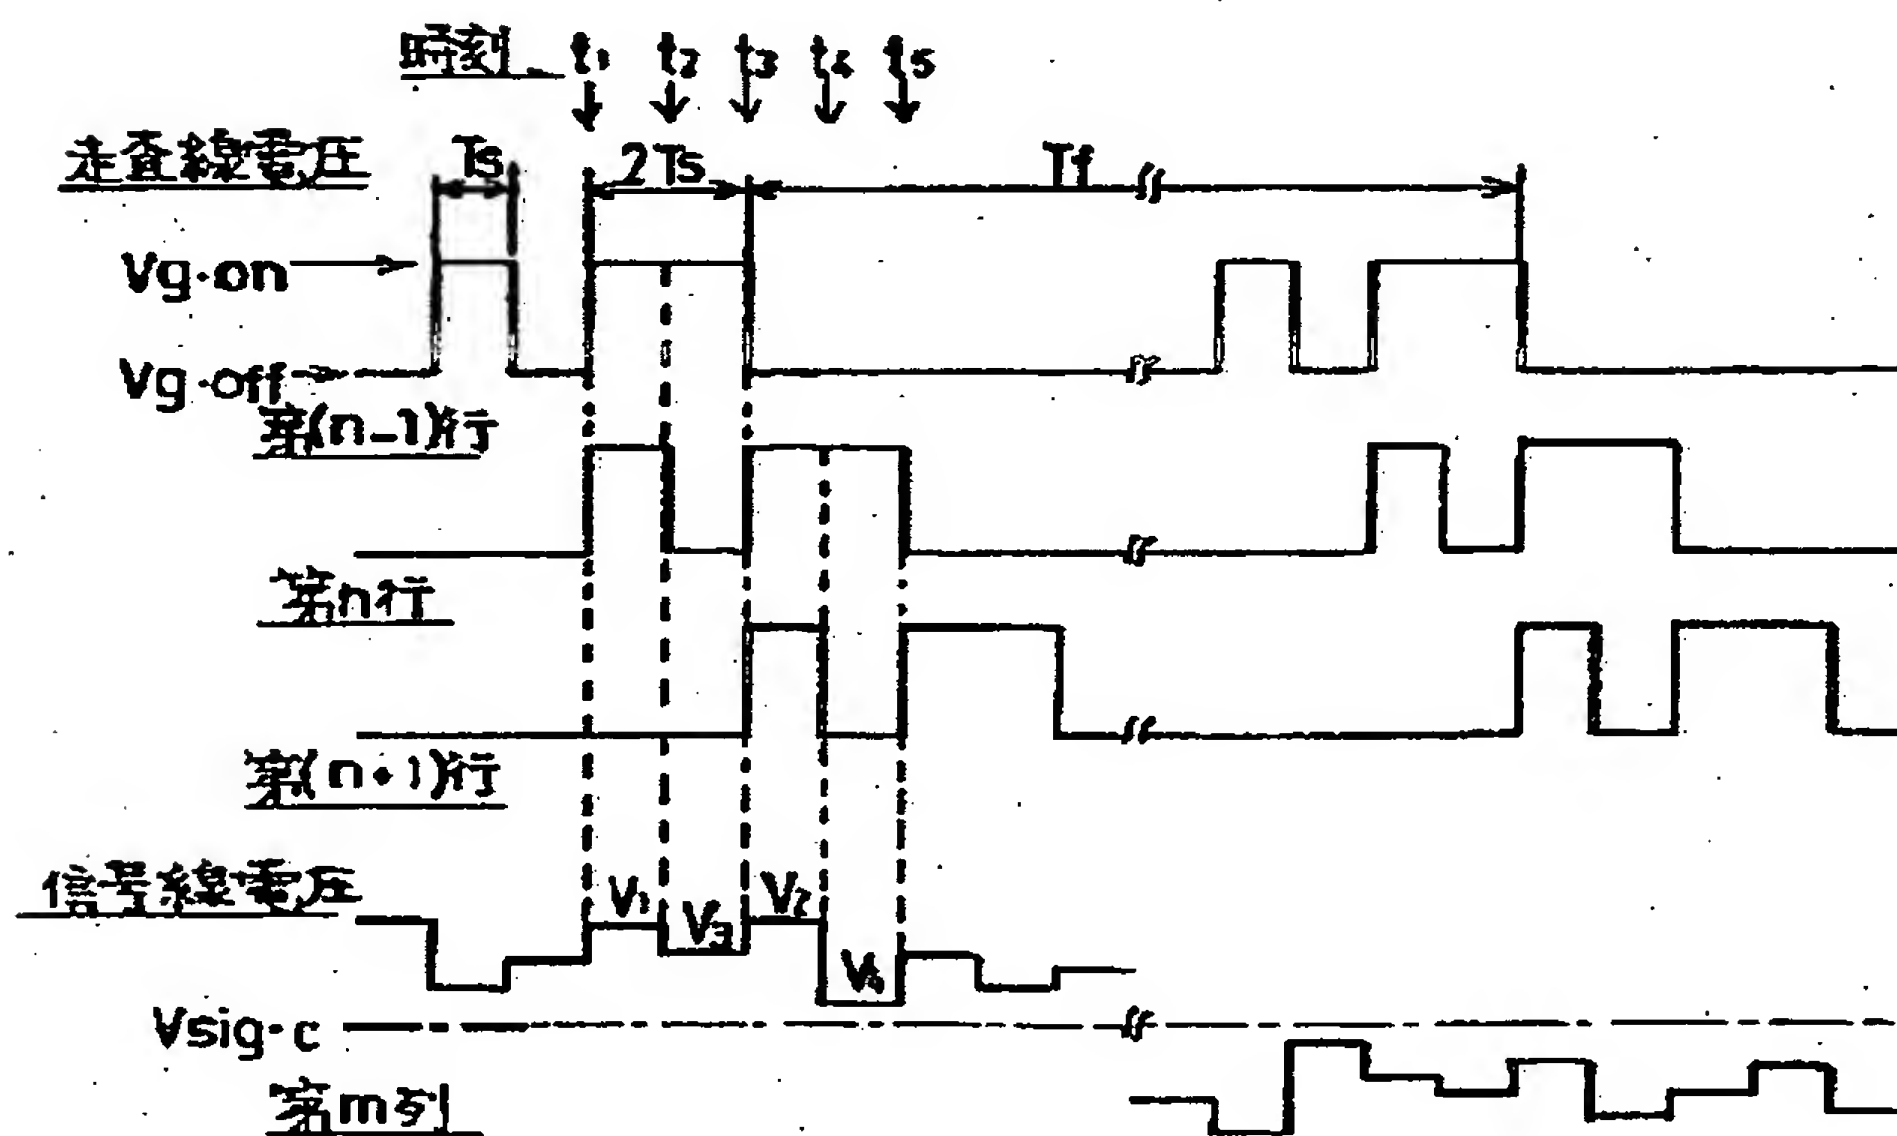 時刻 t1 t2 t3 t4 t5
走査線電圧 Ts 2Ts Tf
Vg·on
Vg·off
第(n-1)行
第n行
第(n+1)行
信号線電圧 V1 V3 V2 V4
Vsig-c
第m列